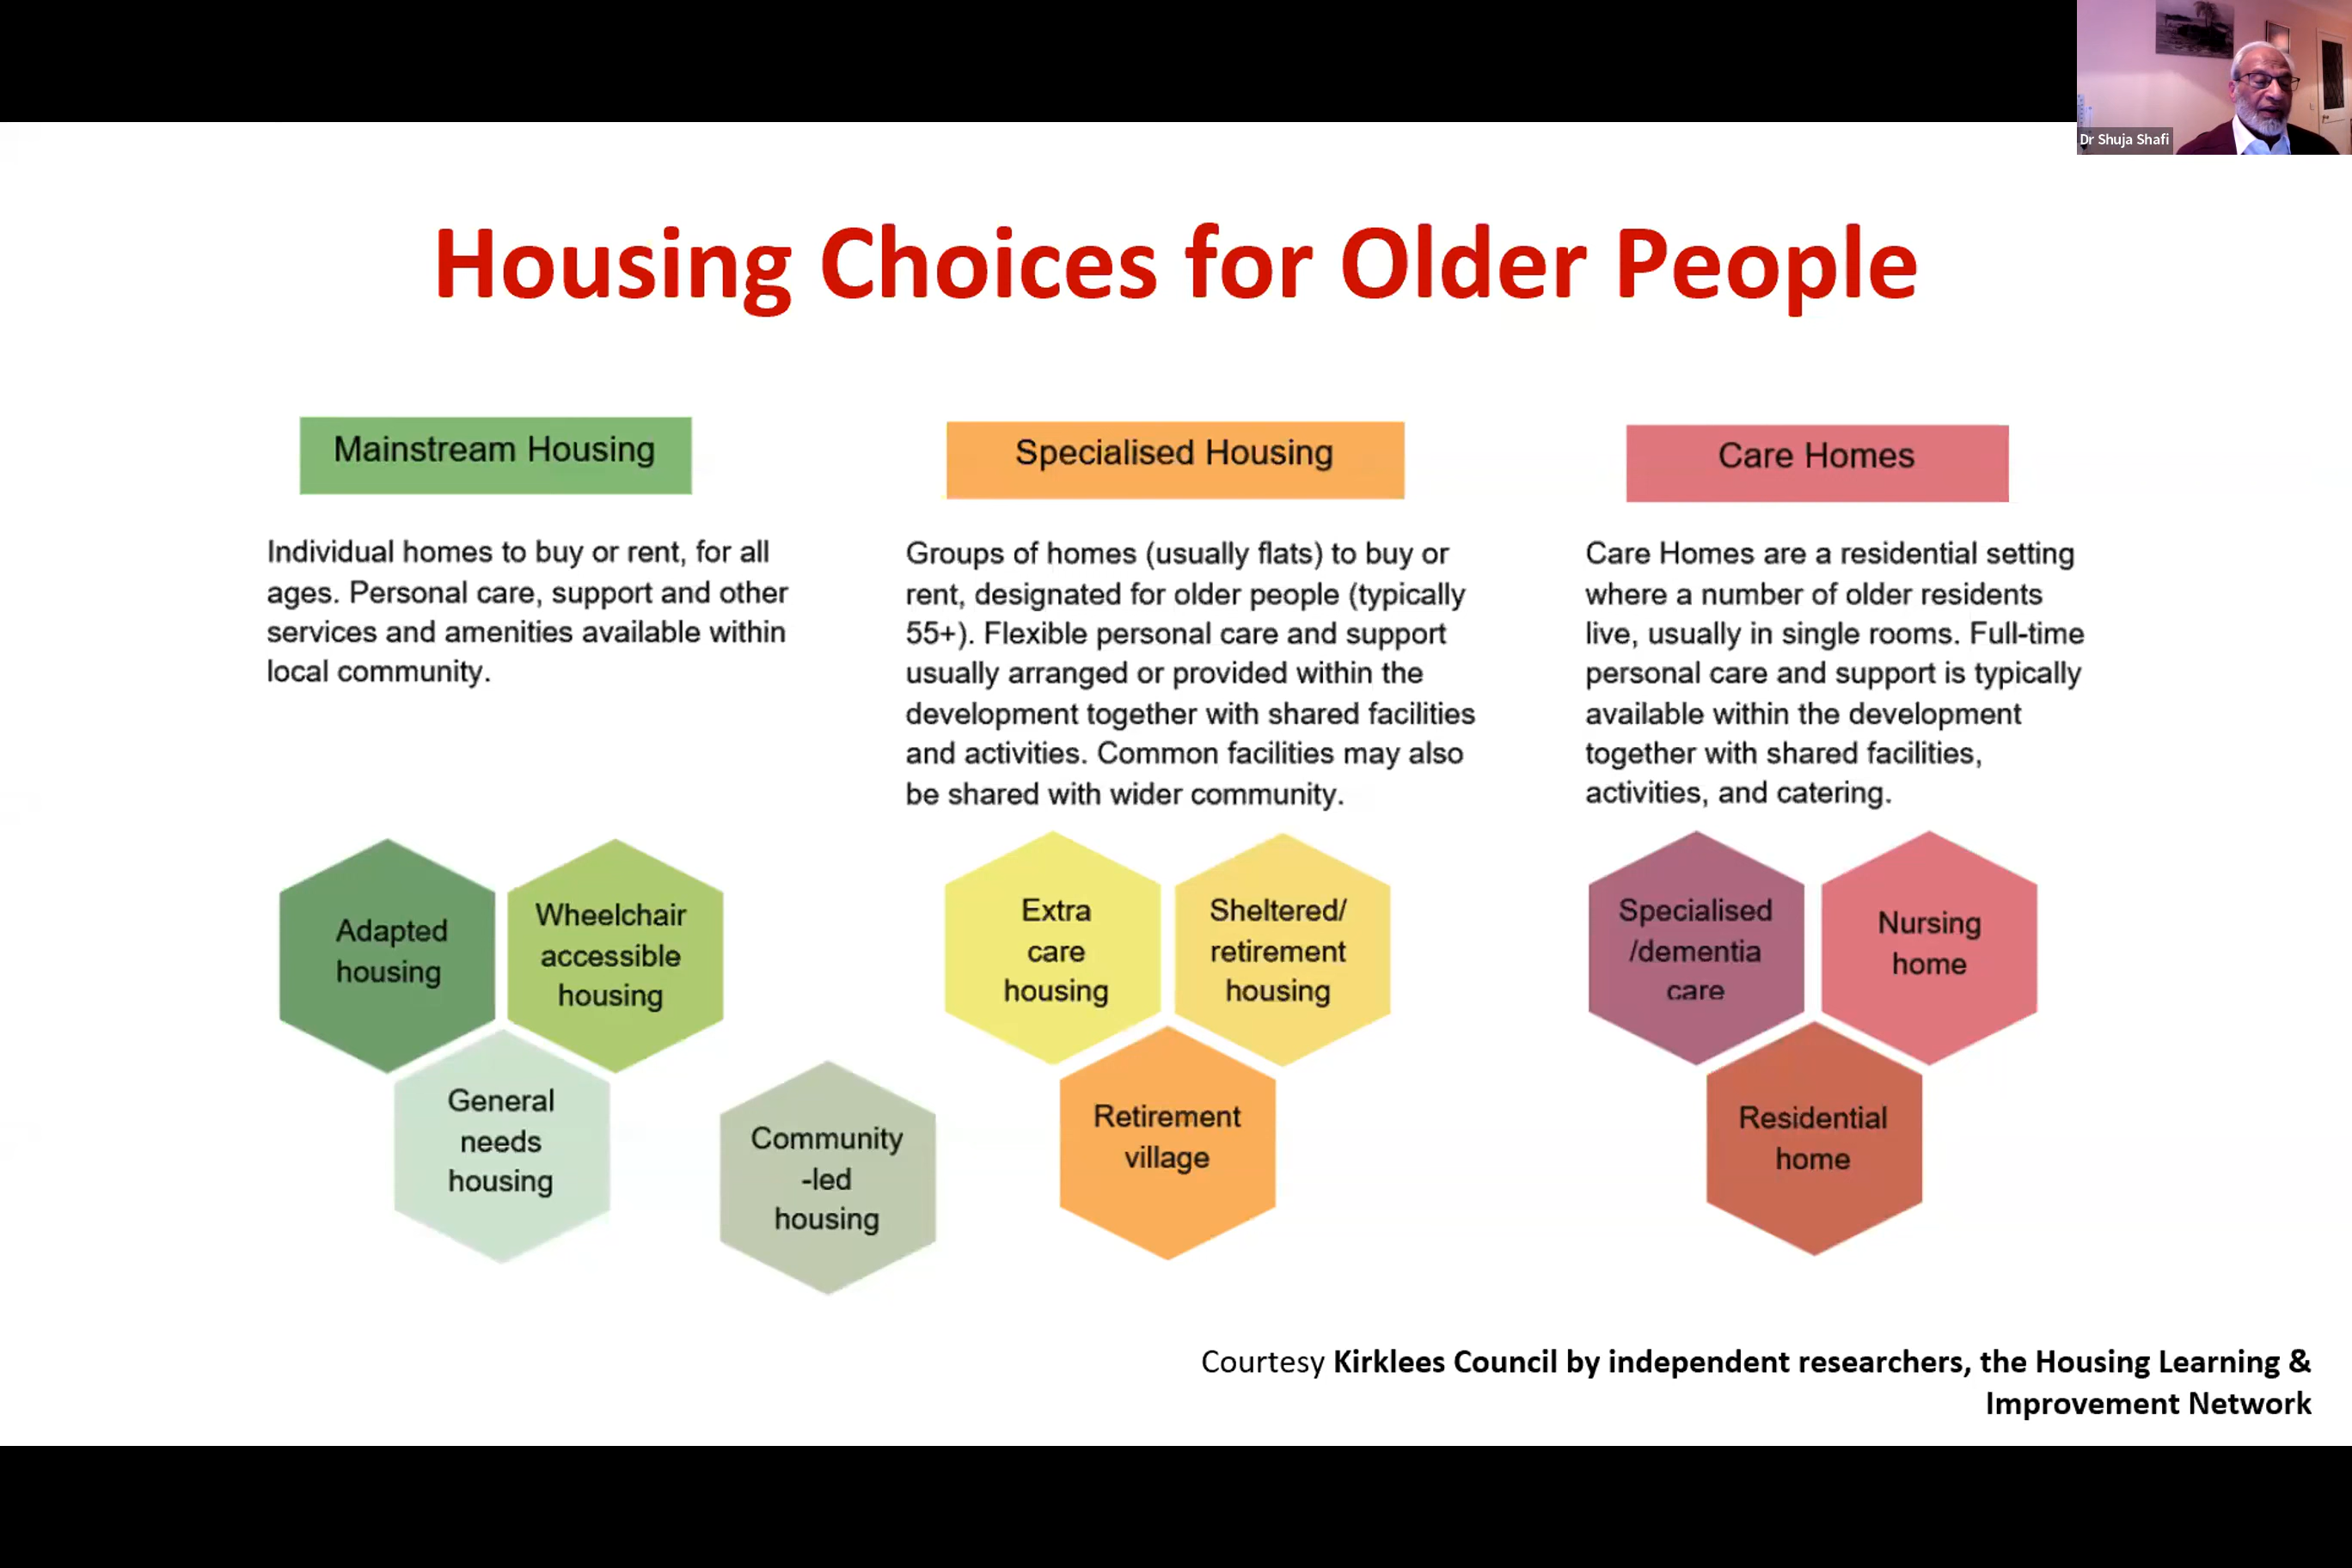 Dr Shuja Shafi
Housing Choices for Older People
Mainstream Housing
Individual homes to buy or rent, for all
ages. Personal care, support and other
services and amenities available within
local community.
Adapted
housing
Wheelchair
accessible
housing
General
needs
housing
Community
-led
housing
Specialised Housing
Groups of homes (usually flats) to buy or
rent, designated for older people (typically
55+). Flexible personal care and support
usually arranged or provided within the
development together with shared facilities
and activities. Common facilities may also
be shared with wider community.
Extra
care
housing
Sheltered/
retirement
housing
Retirement
village
Care Homes
Care Homes are a residential setting
where a number of older residents
live, usually in single rooms. Full-time
personal care and support is typically
available within the development
together with shared facilities,
activities, and catering.
Specialised
/dementia
care
Nursing
home
Residential
home
Courtesy Kirklees Council by independent researchers, the Housing Learning &
Improvement Network